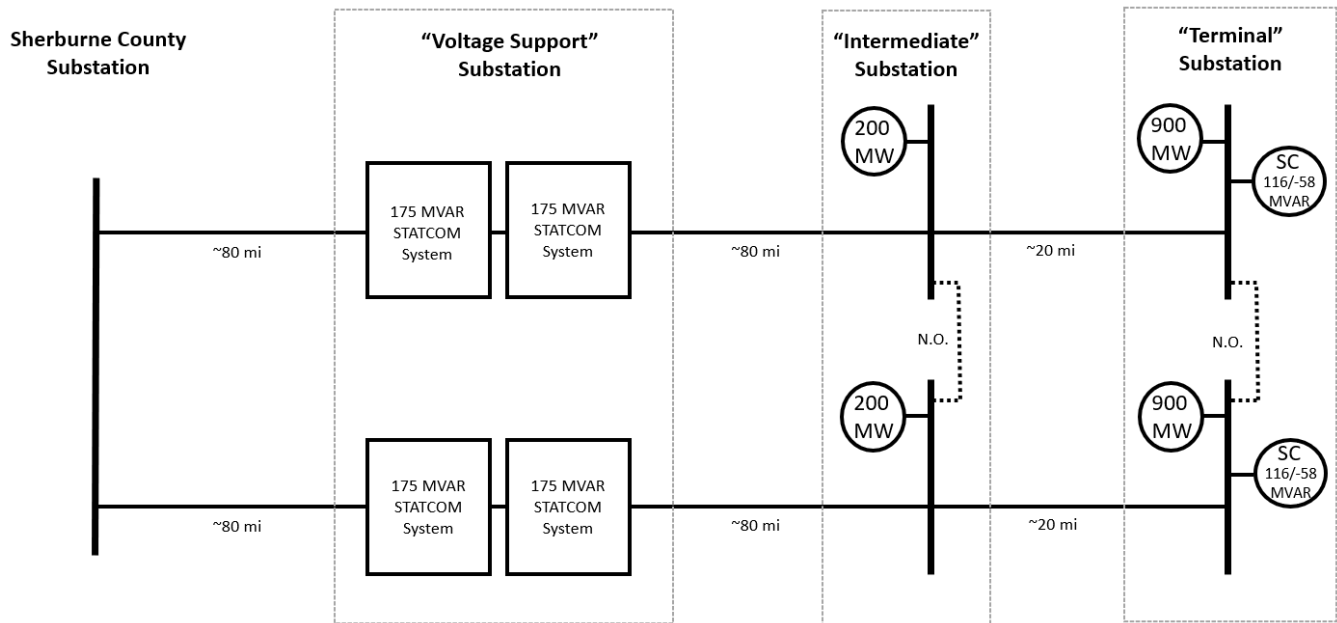 Sherburne County
Substation
“Voltage Support”
Substation
“Intermediate”
Substation
“Terminal”
Substation
200
MW
900
MW
SC
116/-58
MVAR
175 MVAR
STATCOM
System
175 MVAR
STATCOM
System
~80 mi
~80 mi
~20 mi
N.O.
N.O.
200
MW
900
MW
SC
116/-58
MVAR
175 MVAR
STATCOM
System
175 MVAR
STATCOM
System
~80 mi
~80 mi
~20 mi